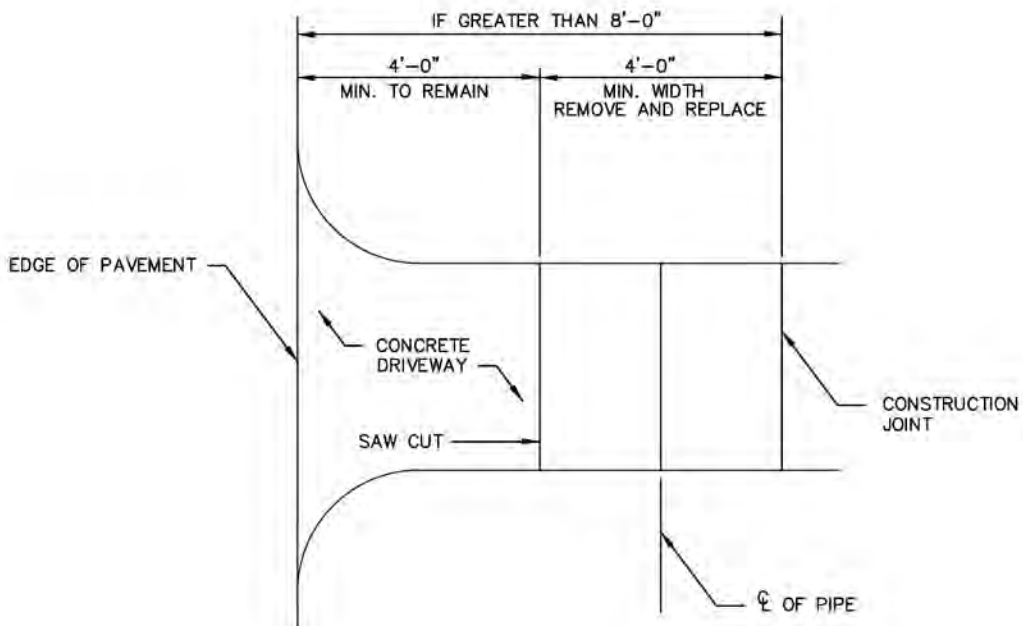 IF GREATER THAN 8'-0"
4'-0"
MIN. TO REMAIN
4'-0"
MIN. WIDTH
REMOVE AND REPLACE
EDGE OF PAVEMENT
CONCRETE
DRIVEWAY
SAW CUT
CONSTRUCTION
JOINT
℄ OF PIPE